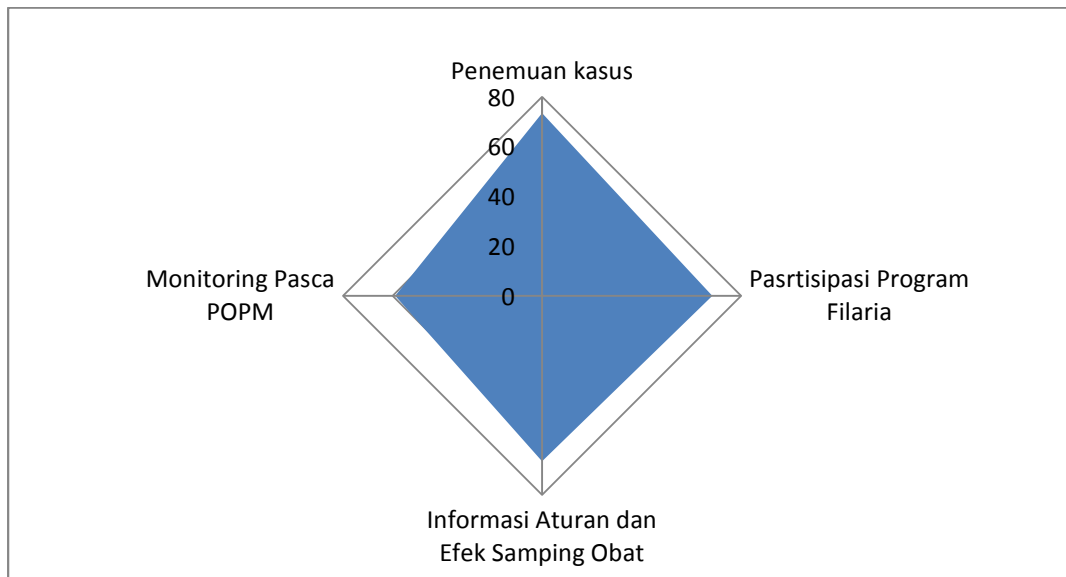 Penemuan kasus
80
60
40
20
0
Monitoring Pasca
POPM
Pasrtisipasi Program
Filaria
Informasi Aturan dan
Efek Samping Obat